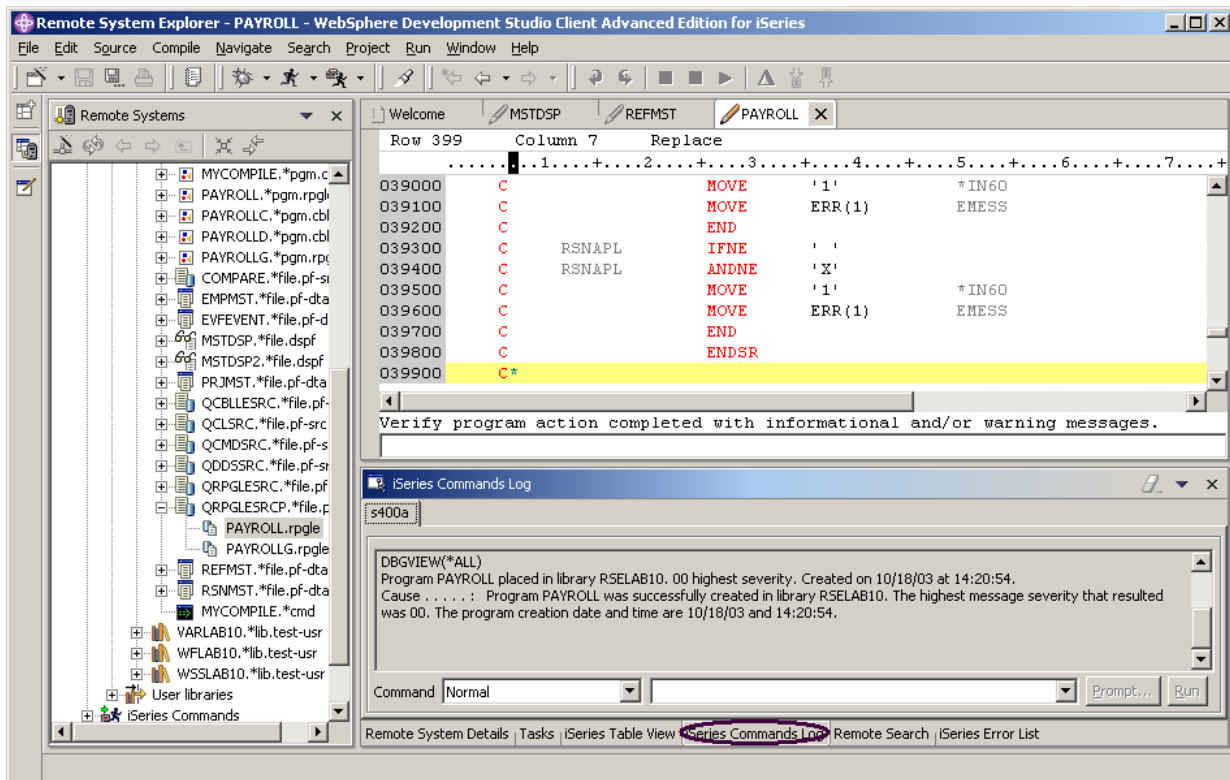 Remote System Explorer - PAYROLL - WebSphere Development Studio Client Advanced Edition for iSeries
File Edit Source Compile Navigate Search Project Run Window Help
Remote Systems
MYCOMPILE.*pgm.c
PAYROLL.*pgm.rpgl
PAYROLLC.*pgm.cbl
PAYROLLD.*pgm.cbl
PAYROLLG.*pgm.rpg
COMPARE.*file.pf-sr
EMPMST.*file.pf-dta
EVFEVENT.*file.pf-d
MSTDSP.*file.dspf
MSTDSP2.*file.dspf
PRJMST.*file.pf-dta
QCBLLESRC.*file.pf-
QCLSRC.*file.pf-src
QCMDSRC.*file.pf-s
QDDSSRC.*file.pf-sr
QRPGLESRC.*file.pf
QRPGLESRCP.*file.p
PAYROLL.rpgle
PAYROLLG.rpgle
REFMST.*file.pf-dta
RSNMST.*file.pf-dta
MYCOMPILE.*cmd
VARLAB10.*lib.test-usr
WFLAB10.*lib.test-usr
WSSLAB10.*lib.test-usr
User libraries
iSeries Commands
Welcome MSTDSP REFMST PAYROLL
Row 399 Column 7 Replace
.......1....+....2....+....3....+....4....+....5....+....6....+....7....+
039000 C MOVE '1' *IN60
039100 C MOVE ERR(1) EMESS
039200 C END
039300 C RSNAPL IFNE ' '
039400 C RSNAPL ANDNE 'X'
039500 C MOVE '1' *IN60
039600 C MOVE ERR(1) EMESS
039700 C END
039800 C ENDSR
039900 C*
Verify program action completed with informational and/or warning messages.
iSeries Commands Log
s400a
DBGVIEW(*ALL)
Program PAYROLL placed in library RSELAB10. 00 highest severity. Created on 10/18/03 at 14:20:54.
Cause . . . . . : Program PAYROLL was successfully created in library RSELAB10. The highest message severity that resulted
was 00. The program creation date and time are 10/18/03 and 14:20:54.
Command Normal Prompt... Run
Remote System Details Tasks iSeries Table View iSeries Commands Log Remote Search iSeries Error List